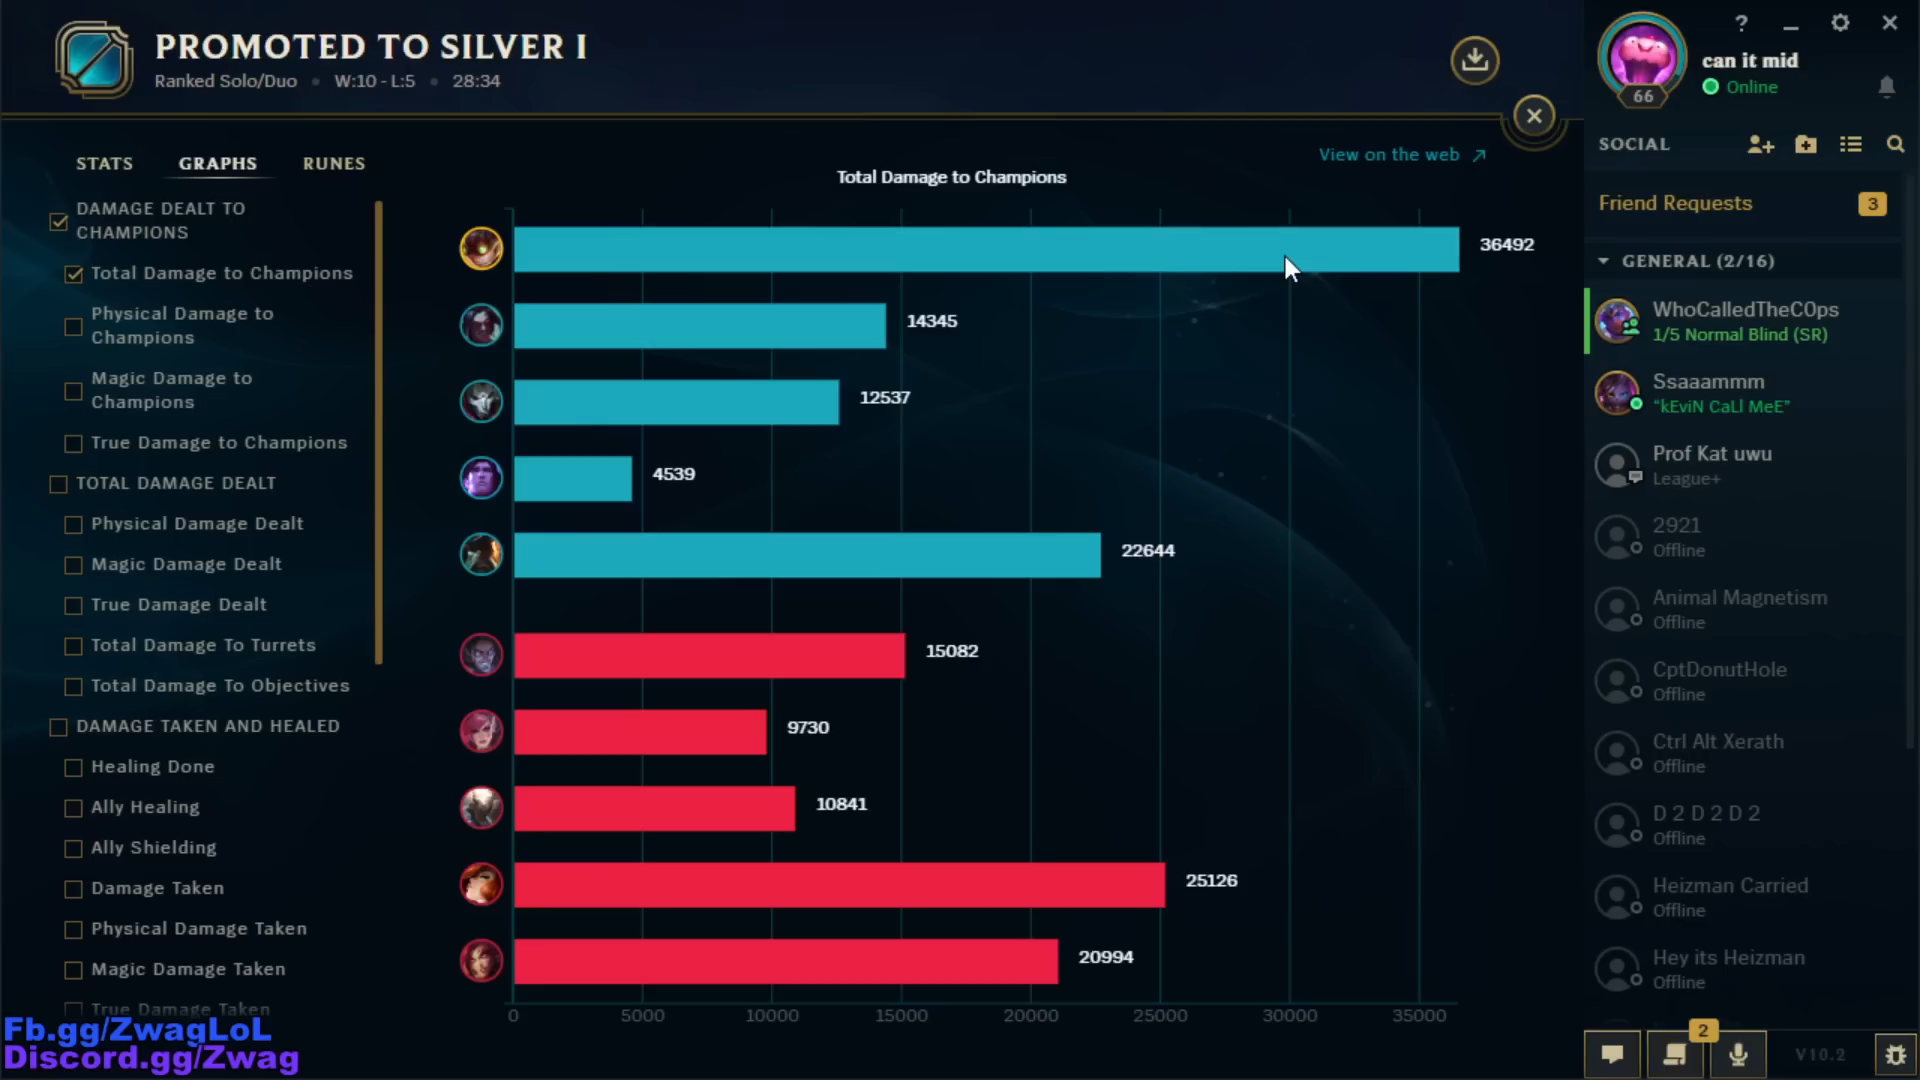 PROMOTED TO SILVER I
Ranked Solo/Duo • W:10 - L:5 • 28:34
STATS GRAPHS RUNES
View on the web
DAMAGE DEALT TO
CHAMPIONS
Total Damage to Champions
Physical Damage to
Champions
Magic Damage to
Champions
True Damage to Champions
TOTAL DAMAGE DEALT
Physical Damage Dealt
Magic Damage Dealt
True Damage Dealt
Total Damage To Turrets
Total Damage To Objectives
DAMAGE TAKEN AND HEALED
Healing Done
Ally Healing
Ally Shielding
Damage Taken
Physical Damage Taken
Magic Damage Taken
True Damage Taken
Fb.gg/ZwagLoL
Discord.gg/Zwag
Total Damage to Champions
36492
14345
12537
4539
22644
15082
9730
10841
25126
20994
0 5000 10000 15000 20000 25000 30000 35000
?
66
can it mid
Online
SOCIAL
Friend Requests 3
GENERAL (2/16)
WhoCalledTheC0ps
1/5 Normal Blind (SR)
Ssaaammm
"kEviN CaLl MeE"
Prof Kat uwu
League+
2921
Offline
Animal Magnetism
Offline
CptDonutHole
Offline
Ctrl Alt Xerath
Offline
D 2 D 2 D 2
Offline
Heizman Carried
Offline
Hey its Heizman
Offline
2
V10.2